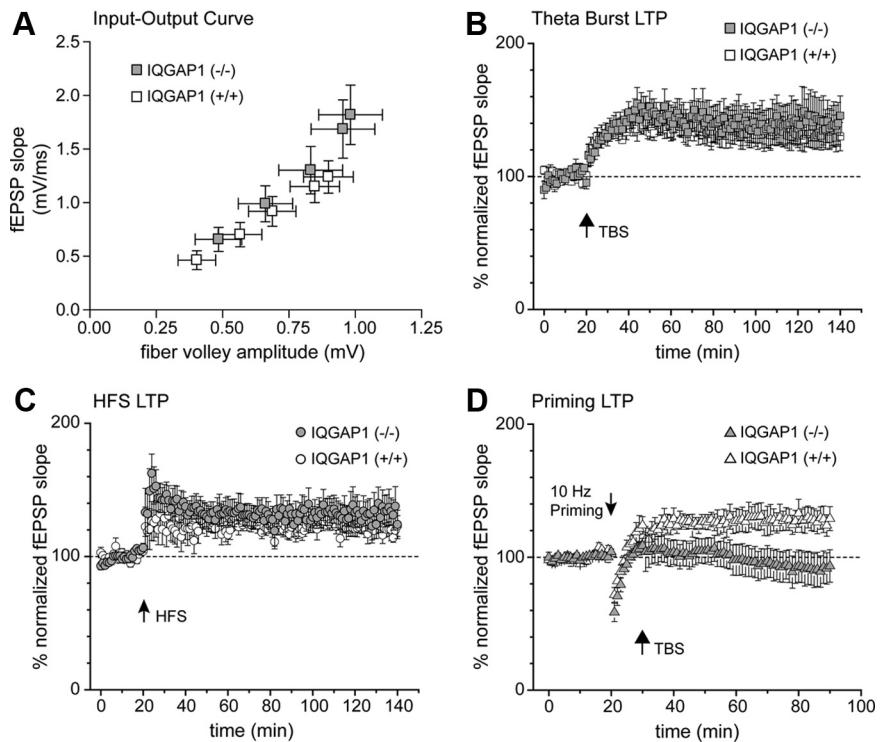 A
Input-Output Curve
IQGAP1 (-/-)
IQGAP1 (+/+)
fEPSP slope
(mV/ms)
2.5
2.0
1.5
1.0
0.5
0.0
0.00
0.25
0.50
0.75
1.00
1.25
fiber volley amplitude (mV)
B
Theta Burst LTP
IQGAP1 (-/-)
IQGAP1 (+/+)
% normalized fEPSP slope
200
100
0
TBS
0
20
40
60
80
100
120
140
time (min)
C
HFS LTP
IQGAP1 (-/-)
IQGAP1 (+/+)
% normalized fEPSP slope
200
100
0
HFS
0
20
40
60
80
100
120
140
time (min)
D
Priming LTP
IQGAP1 (-/-)
IQGAP1 (+/+)
% normalized fEPSP slope
200
100
0
10 Hz
Priming
TBS
0
20
40
60
80
100
time (min)